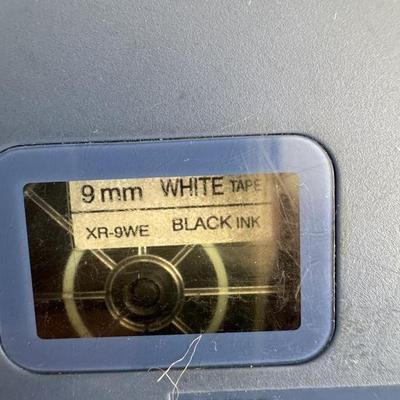 9 mm WHITE TAPE
XR-9WE BLACK INK